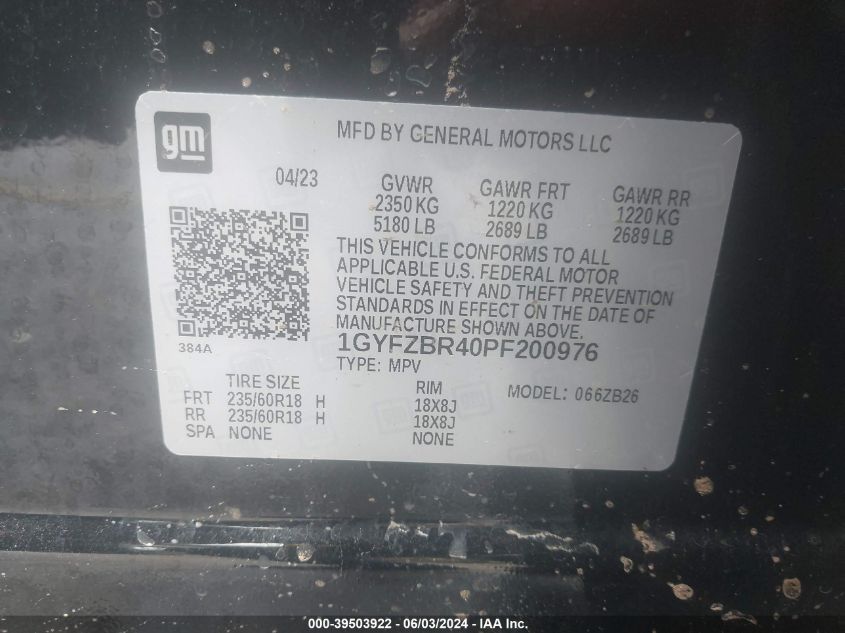 gm
MFD BY GENERAL MOTORS LLC
04/23
GVWR GAWR FRT GAWR RR
2350 KG 1220 KG 1220 KG
5180 LB 2689 LB 2689 LB
THIS VEHICLE CONFORMS TO ALL
APPLICABLE U.S. FEDERAL MOTOR
VEHICLE SAFETY AND THEFT PREVENTION
STANDARDS IN EFFECT ON THE DATE OF
MANUFACTURE SHOWN ABOVE.
384A
1GYFZBR40PF200976
TYPE: MPV
TIRE SIZE RIM MODEL: 066ZB26
FRT 235/60R18 H 18X8J
RR 235/60R18 H 18X8J
SPA NONE NONE
000-39503922 - 06/03/2024 - IAA Inc.